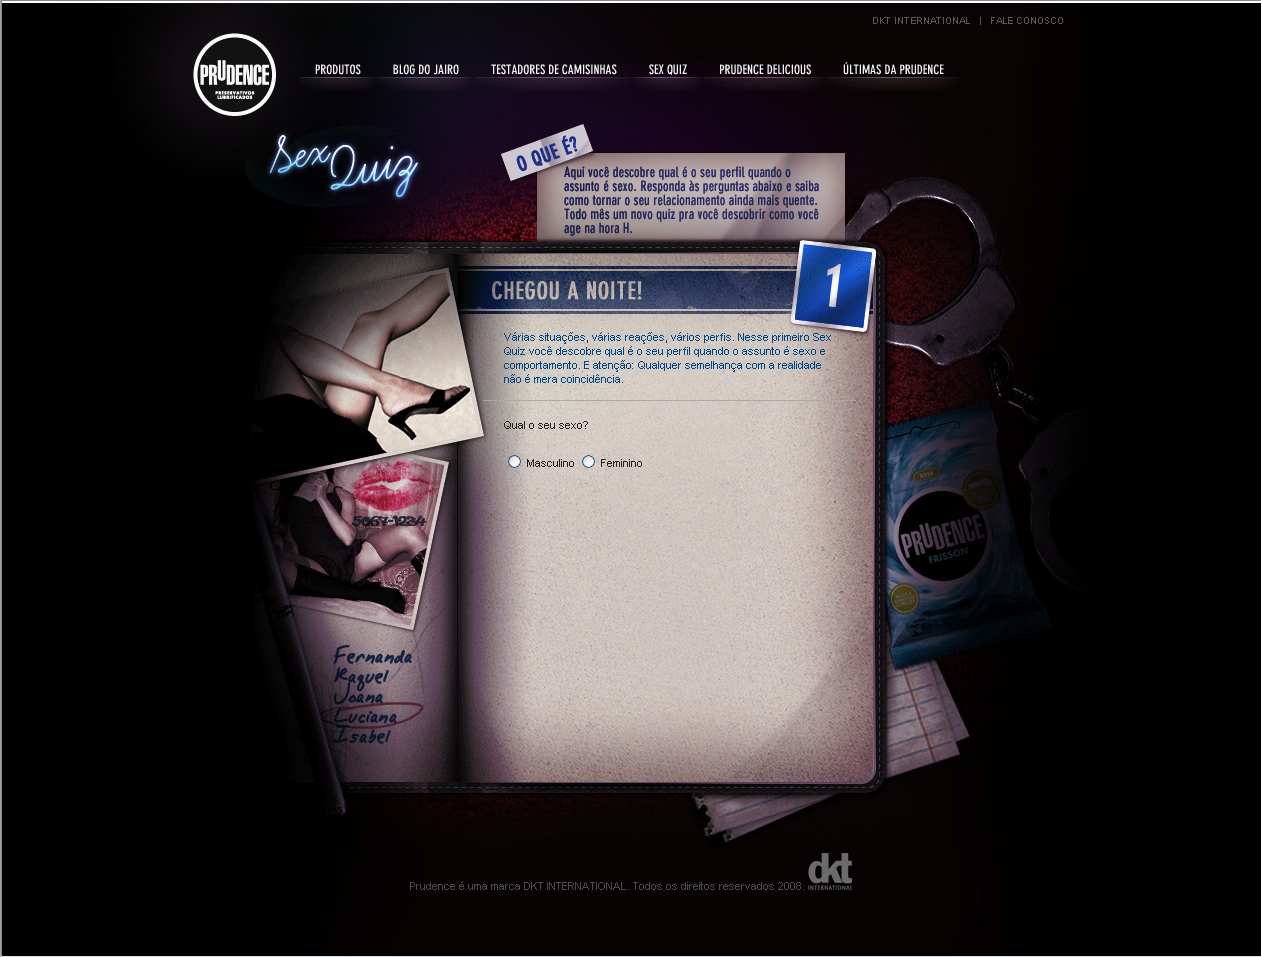 DKT INTERNATIONAL | FALE CONOSCO
PRUDENCE
PRESERVATIVOS
LUBRIFICADOS
PRODUTOS BLOG DO JAIRO TESTADORES DE CAMISINHAS SEX QUIZ PRUDENCE DELICIOUS ÚLTIMAS DA PRUDENCE
Sex Quiz
O QUE É?
Aqui você descobre qual é o seu perfil quando o
assunto é sexo. Responda às perguntas abaixo e saiba
como tornar o seu relacionamento ainda mais quente.
Todo mês um novo quiz pra você descobrir como você
age na hora H.
CHEGOU A NOITE!
1
Várias situações, várias reações, vários perfis. Nesse primeiro Sex
Quiz você descobre qual é o seu perfil quando o assunto é sexo e
comportamento. E atenção: Qualquer semelhança com a realidade
não é mera coincidência.
Qual o seu sexo?
Masculino Feminino
5067-1224
PRUDENCE
FRISSON
Fernanda
Raquel
Joana
Luciana
Isabel
Prudence é uma marca DKT INTERNATIONAL. Todos os direitos reservados 2008.
dkt
INTERNATIONAL